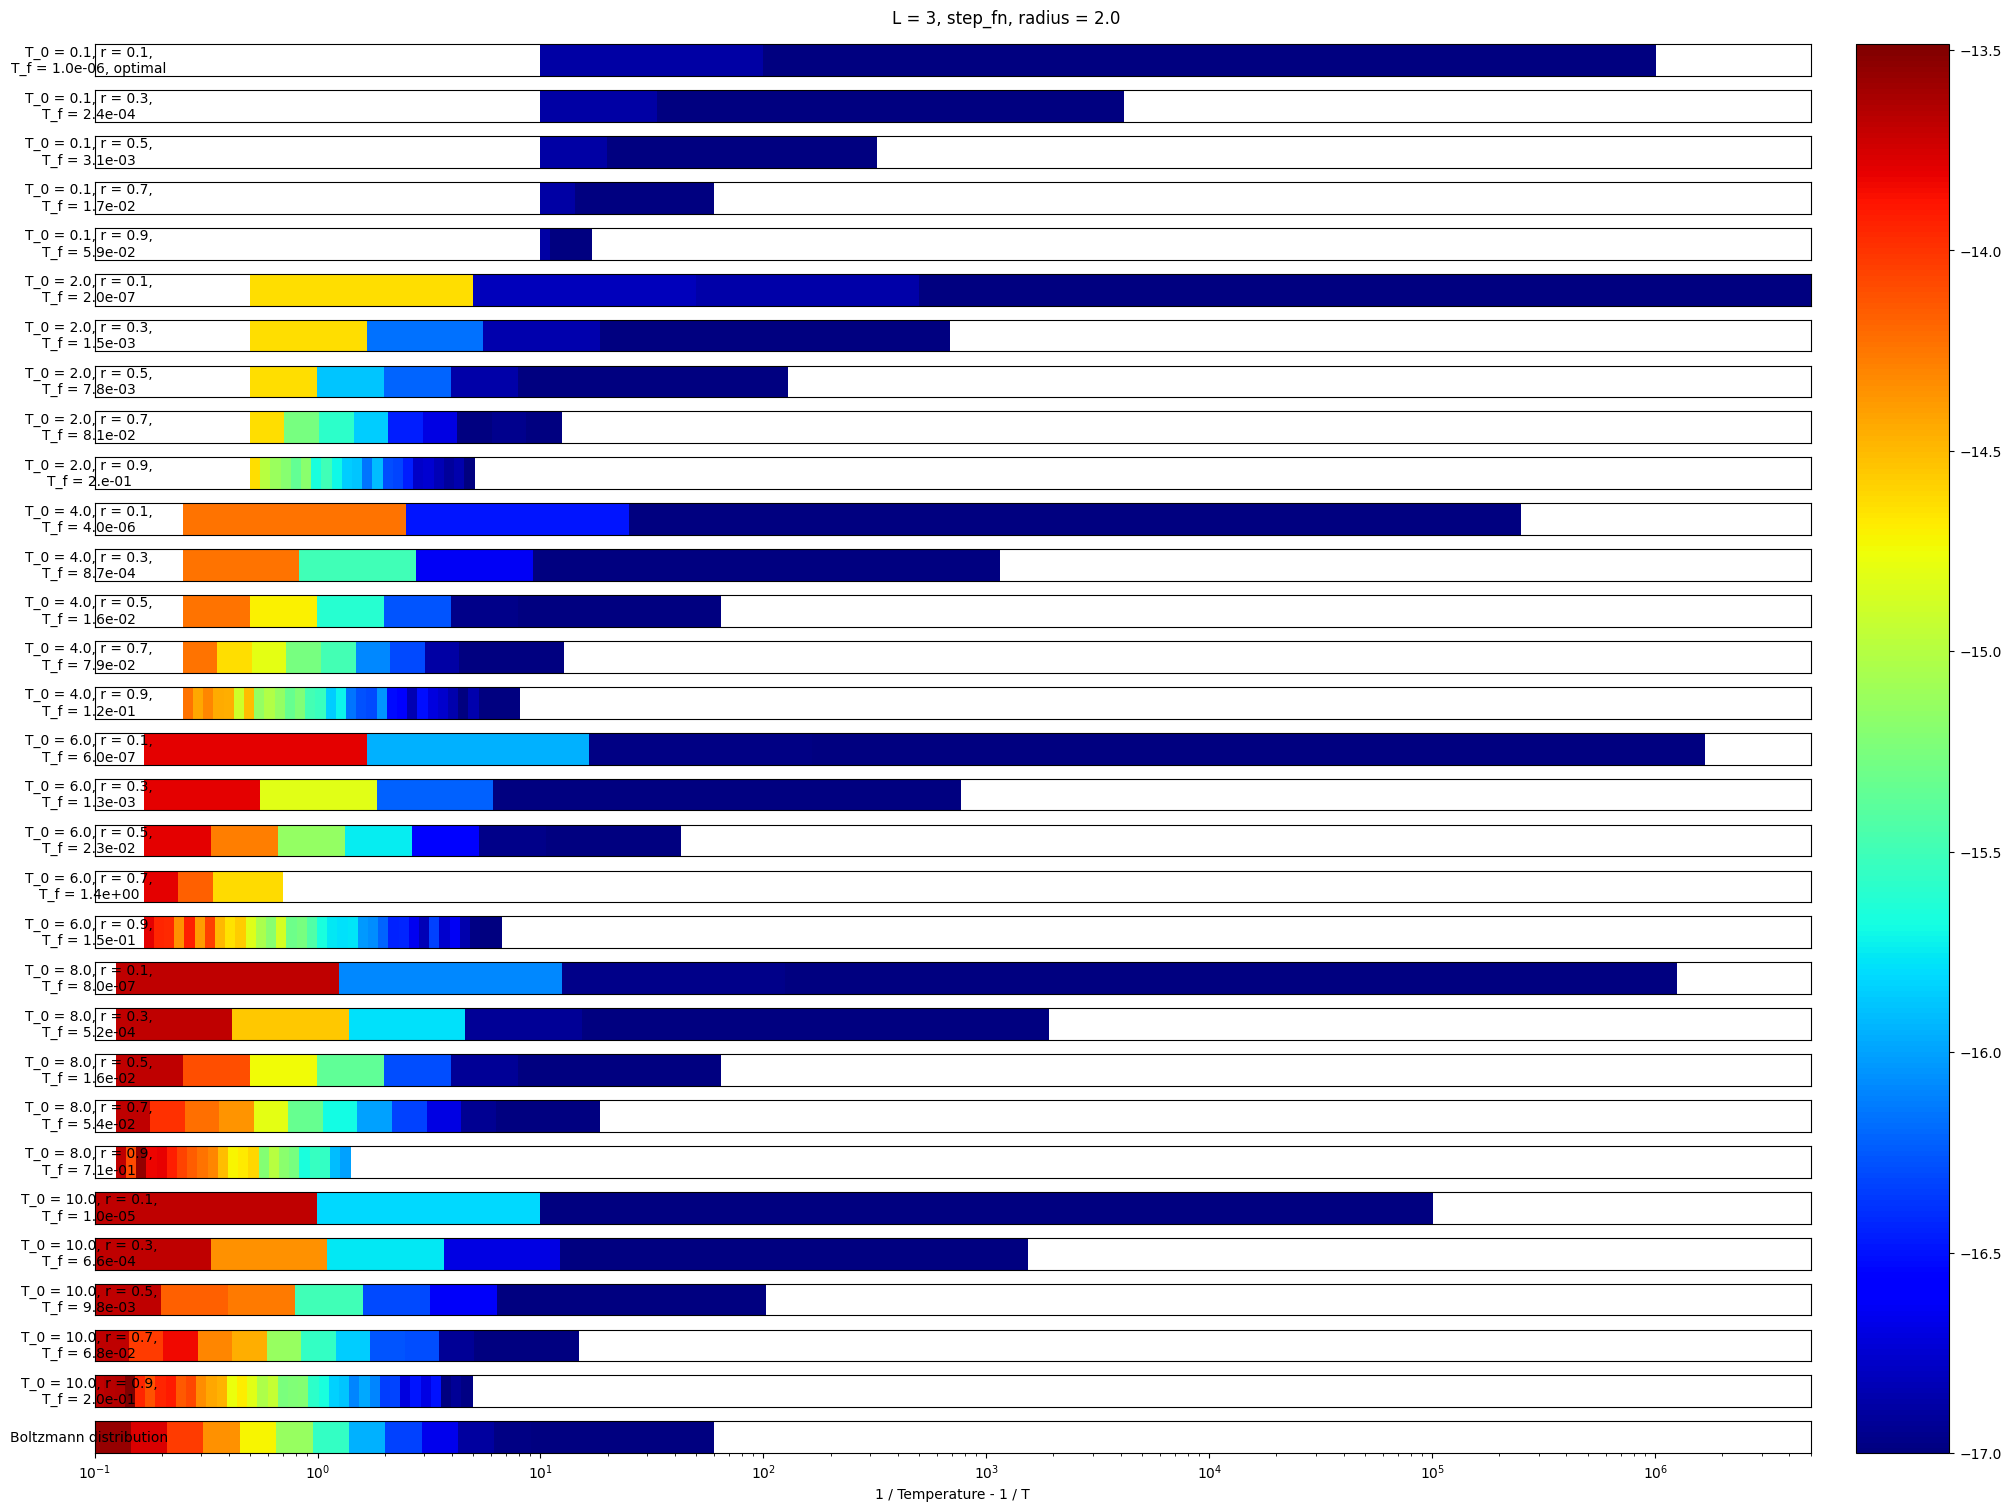 L = 3, step_fn, radius = 2.0
T_0 = 0.1, r = 0.1,
T_f = 1.0e-06, optimal
T_0 = 0.1, r = 0.3,
T_f = 2.4e-04
T_0 = 0.1, r = 0.5,
T_f = 3.1e-03
T_0 = 0.1, r = 0.7,
T_f = 1.7e-02
T_0 = 0.1, r = 0.9,
T_f = 5.9e-02
T_0 = 2.0, r = 0.1,
T_f = 2.0e-07
T_0 = 2.0, r = 0.3,
T_f = 1.5e-03
T_0 = 2.0, r = 0.5,
T_f = 7.8e-03
T_0 = 2.0, r = 0.7,
T_f = 8.1e-02
T_0 = 2.0, r = 0.9,
T_f = 2.e-01
T_0 = 4.0, r = 0.1,
T_f = 4.0e-06
T_0 = 4.0, r = 0.3,
T_f = 8.7e-04
T_0 = 4.0, r = 0.5,
T_f = 1.6e-02
T_0 = 4.0, r = 0.7,
T_f = 7.9e-02
T_0 = 4.0, r = 0.9,
T_f = 1.2e-01
T_0 = 6.0, r = 0.1,
T_f = 6.0e-07
T_0 = 6.0, r = 0.3,
T_f = 1.3e-03
T_0 = 6.0, r = 0.5,
T_f = 2.3e-02
T_0 = 6.0, r = 0.7,
T_f = 1.4e+00
T_0 = 6.0, r = 0.9,
T_f = 1.5e-01
T_0 = 8.0, r = 0.1,
T_f = 8.0e-07
T_0 = 8.0, r = 0.3,
T_f = 5.2e-04
T_0 = 8.0, r = 0.5,
T_f = 1.6e-02
T_0 = 8.0, r = 0.7,
T_f = 5.4e-02
T_0 = 8.0, r = 0.9,
T_f = 7.1e-01
T_0 = 10.0, r = 0.1,
T_f = 1.0e-05
T_0 = 10.0, r = 0.3,
T_f = 6.6e-04
T_0 = 10.0, r = 0.5,
T_f = 9.8e-03
T_0 = 10.0, r = 0.7,
T_f = 6.8e-02
T_0 = 10.0, r = 0.9,
T_f = 2.0e-01
Boltzmann distribution
10⁻¹ 10⁰ 10¹ 10² 10³ 10⁴ 10⁵ 10⁶
1 / Temperature - 1 / T
−13.5
−14.0
−14.5
−15.0
−15.5
−16.0
−16.5
−17.0